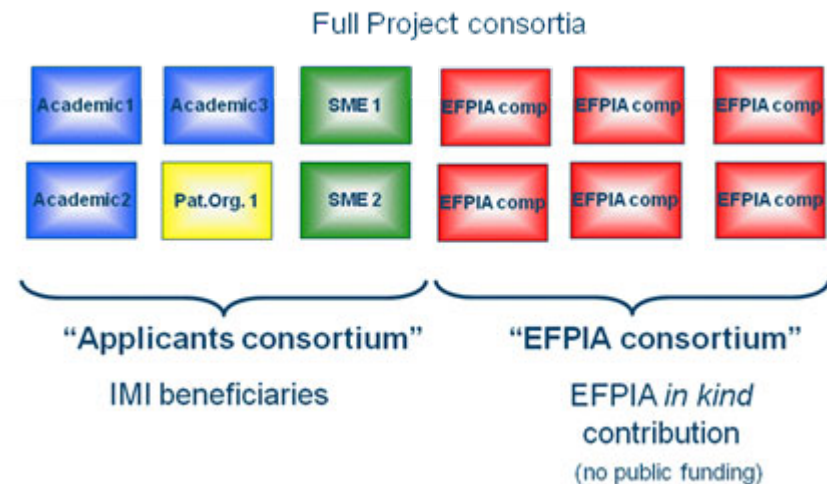 Full Project consortia
Academic1 Academic3 SME 1 EFPIA comp EFPIA comp EFPIA comp
Academic2 Pat.Org. 1 SME 2 EFPIA comp EFPIA comp EFPIA comp
“Applicants consortium” “EFPIA consortium”
IMI beneficiaries EFPIA in kind
contribution
(no public funding)